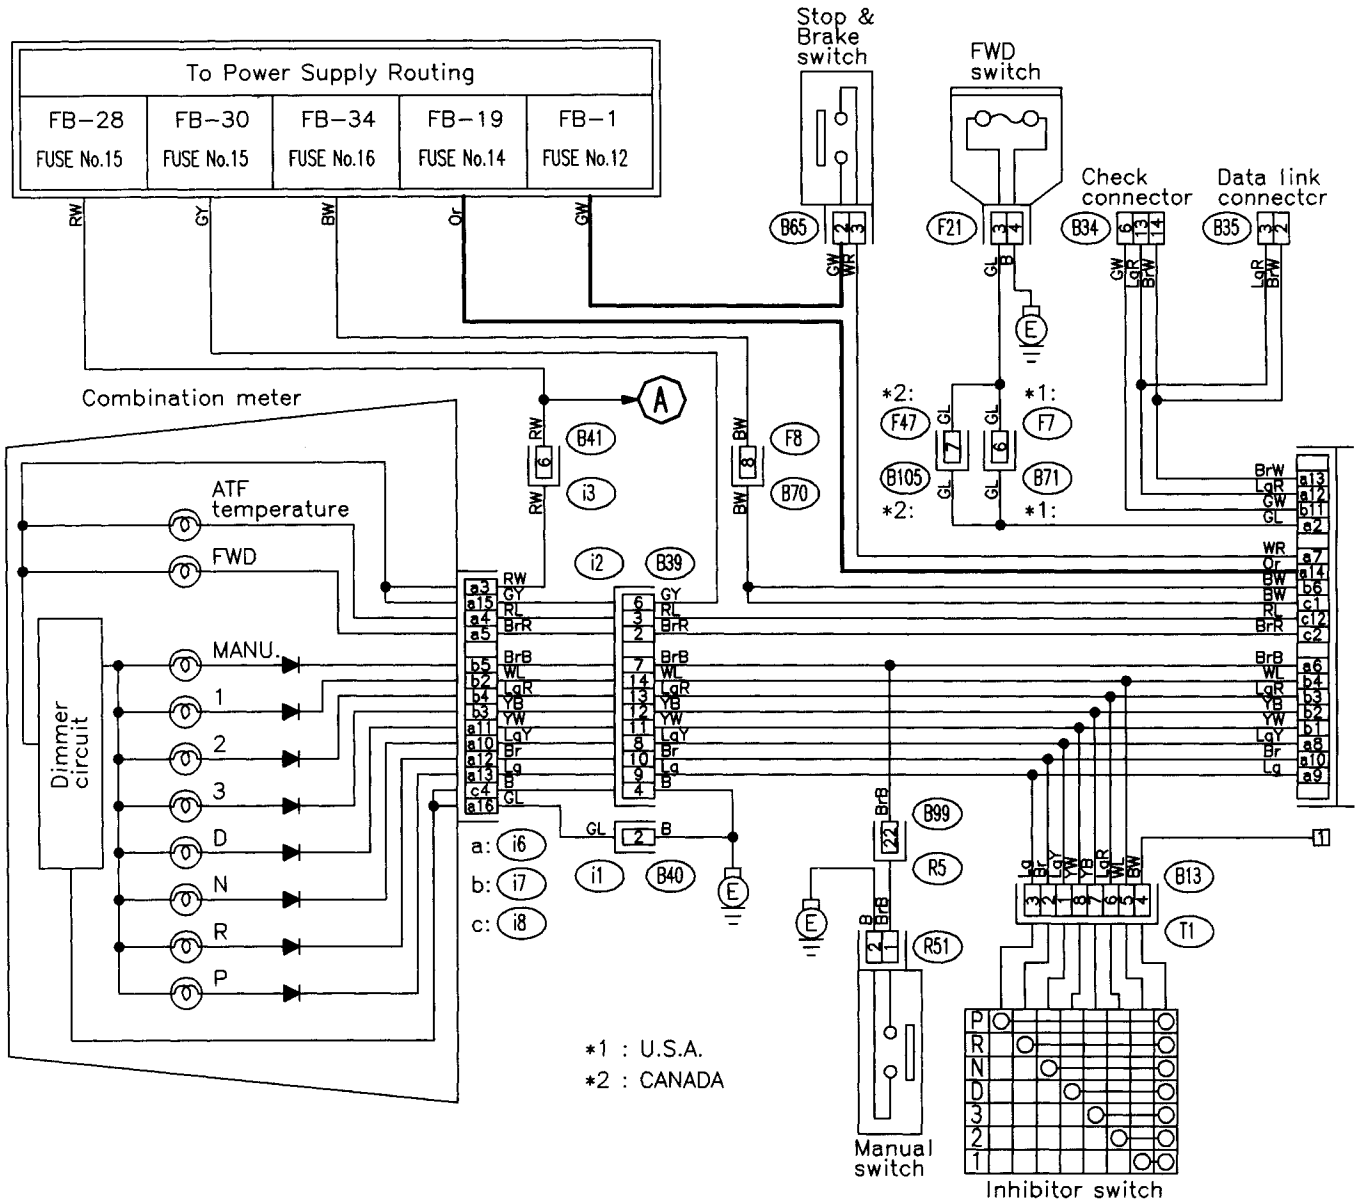 To Power Supply Routing
FB-28
FUSE No.15
FB-30
FUSE No.15
FB-34
FUSE No.16
FB-19
FUSE No.14
FB-1
FUSE No.12
RW
GY
BW
Or
GW
Stop &
Brake
switch
B65
2
3
GW
WR
FWD
switch
F21
3
4
GL
B
E
Check
connector
B34
6
13
14
GW
LgR
BrW
Data link
connector
B35
3
2
LgR
BrW
Combination meter
A
RW
B41
6
i3
RW
BW
F8
8
B70
BW
*2:
F47
GL
7
B105
GL
*2:
*1:
GL
F7
6
B71
GL
*1:
BrW a13
LgR a12
GW b11
GL a2
WR a7
Or a14
BW b6
BW c1
RL c12
BrR c2
BrB a6
WL b4
LgR b3
YB b2
YW b1
LgY a8
Br a10
Lg a9
ATF
temperature
FWD
MANU.
1
2
3
D
N
R
P
Dimmer
circuit
i2
B39
a3 RW
a15 GY 6 GY
a4 RL 3 RL
a5 BrR 2 BrR
b5 BrB 7 BrB
b2 WL 14 WL
b4 LgR 13 LgR
b3 YB 12 YB
a11 YW 11 YW
a10 LgY 8 LgY
a12 Br 10 Br
a13 Lg 9 Lg
c4 B 4 B
a16 GL
GL 2 B
a: i6
b: i7
c: i8
i1
B40
E
BrB
B99
22
R5
E
B
BrB
2
1
R51
Manual
switch
1
Lg
Br
LgY
YW
YB
LgR
WL
BW
B13
3
2
1
8
7
6
5
4
T1
P
R
N
D
3
2
1
Inhibitor switch
*1 : U.S.A.
*2 : CANADA